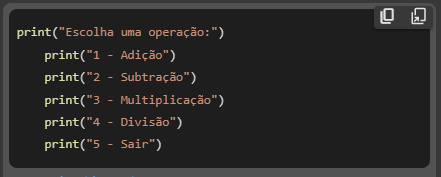 print("Escolha uma operação:")
    print("1 - Adição")
    print("2 - Subtração")
    print("3 - Multiplicação")
    print("4 - Divisão")
    print("5 - Sair")